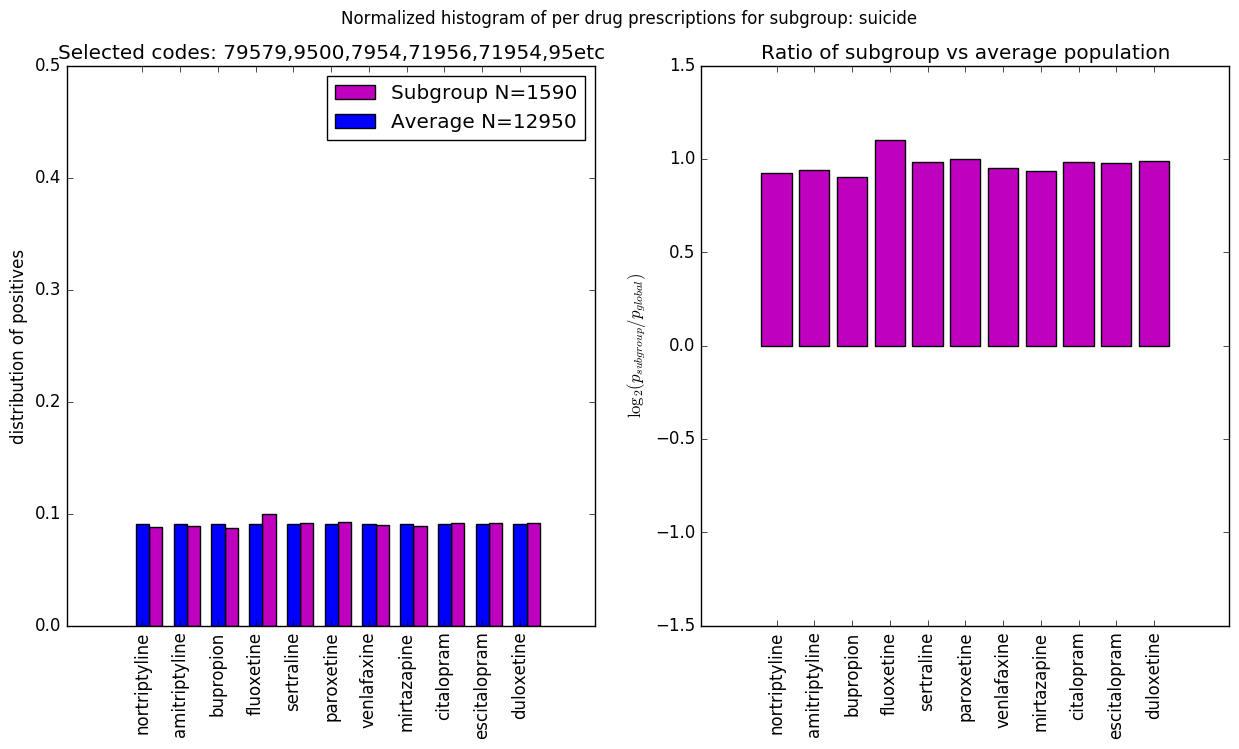 Normalized histogram of per drug prescriptions for subgroup: suicide
Selected codes: 79579,9500,7954,71956,71954,95etc
0.5
0.4
0.3
0.2
0.1
0.0
distribution of positives
Subgroup N=1590
Average N=12950
nortriptyline
amitriptyline
bupropion
fluoxetine
sertraline
paroxetine
venlafaxine
mirtazapine
citalopram
escitalopram
duloxetine
Ratio of subgroup vs average population
1.5
1.0
0.5
0.0
−0.5
−1.0
−1.5
log₂(p_subgroup/p_global)
nortriptyline
amitriptyline
bupropion
fluoxetine
sertraline
paroxetine
venlafaxine
mirtazapine
citalopram
escitalopram
duloxetine